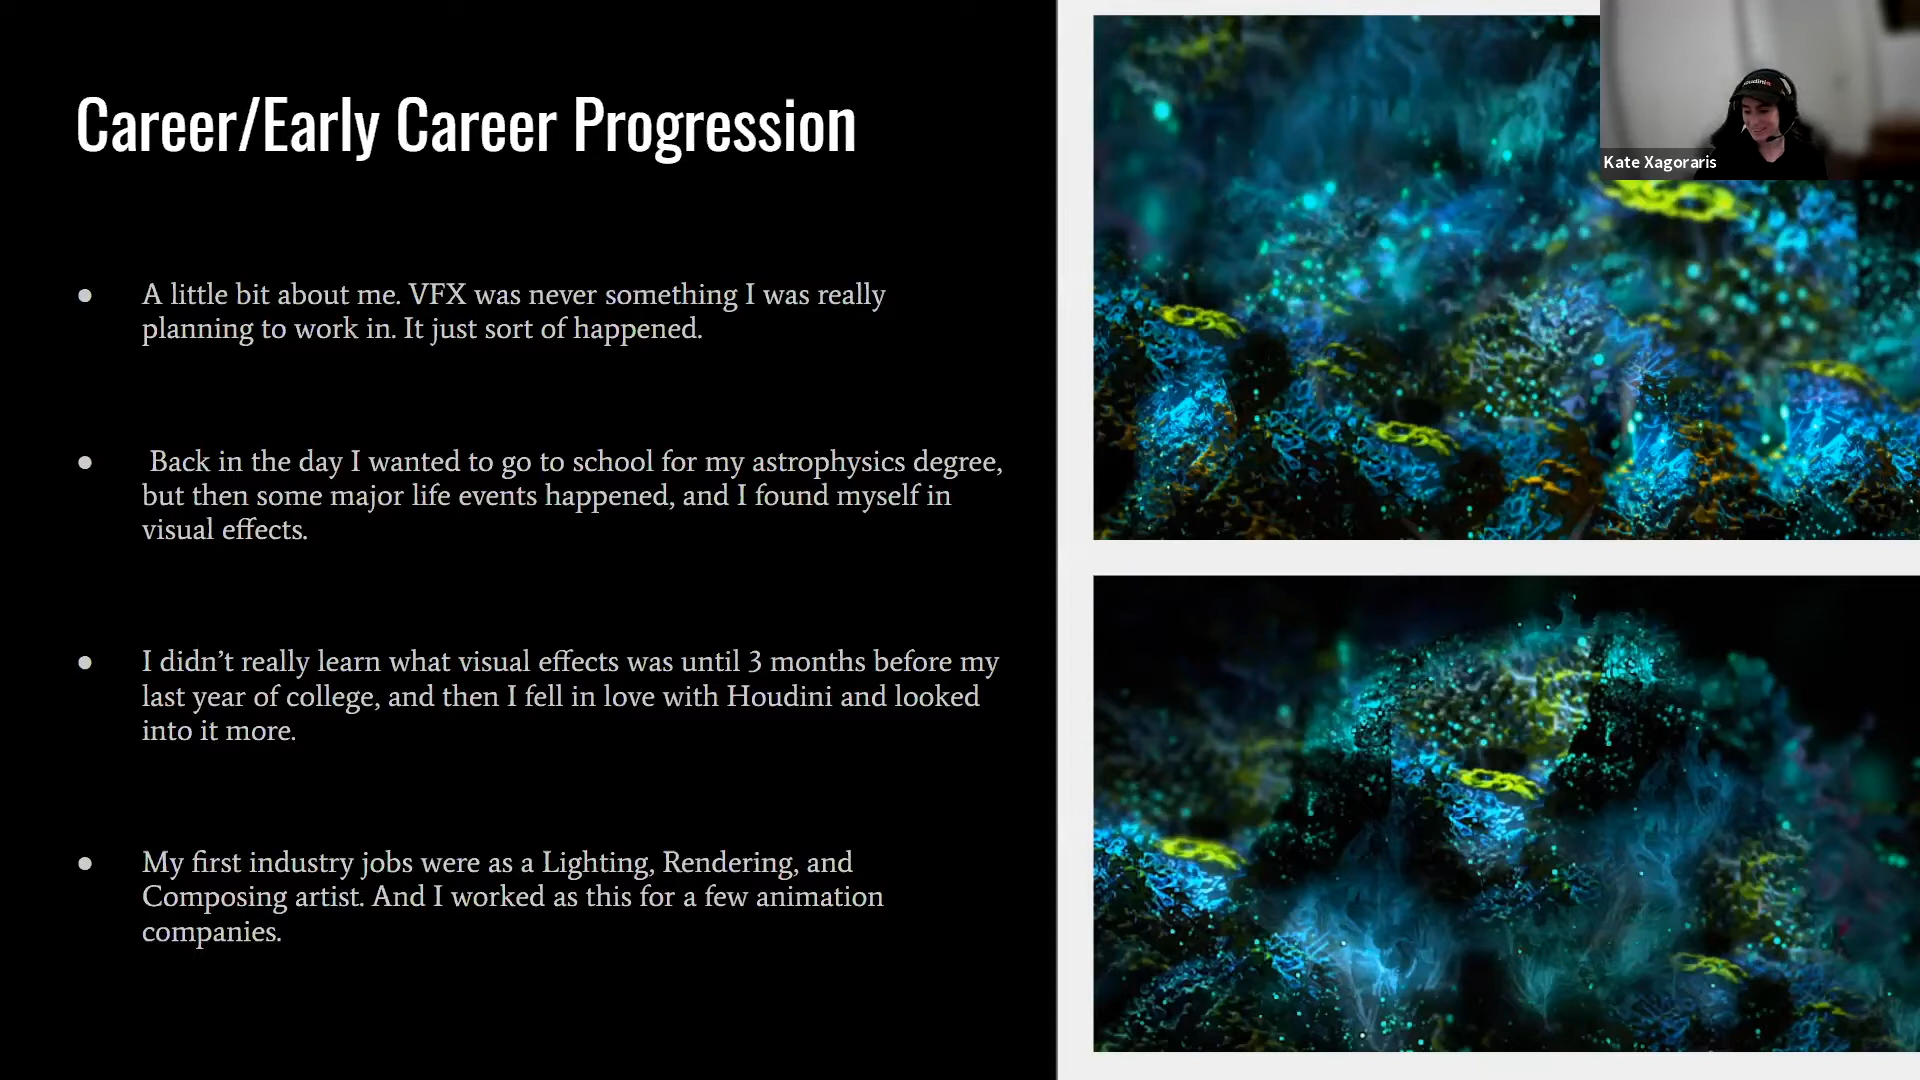 Career/Early Career Progression
Kate Xagoraris
● A little bit about me. VFX was never something I was really
planning to work in. It just sort of happened.
● Back in the day I wanted to go to school for my astrophysics degree,
but then some major life events happened, and I found myself in
visual effects.
● I didn’t really learn what visual effects was until 3 months before my
last year of college, and then I fell in love with Houdini and looked
into it more.
● My first industry jobs were as a Lighting, Rendering, and
Composing artist. And I worked as this for a few animation
companies.